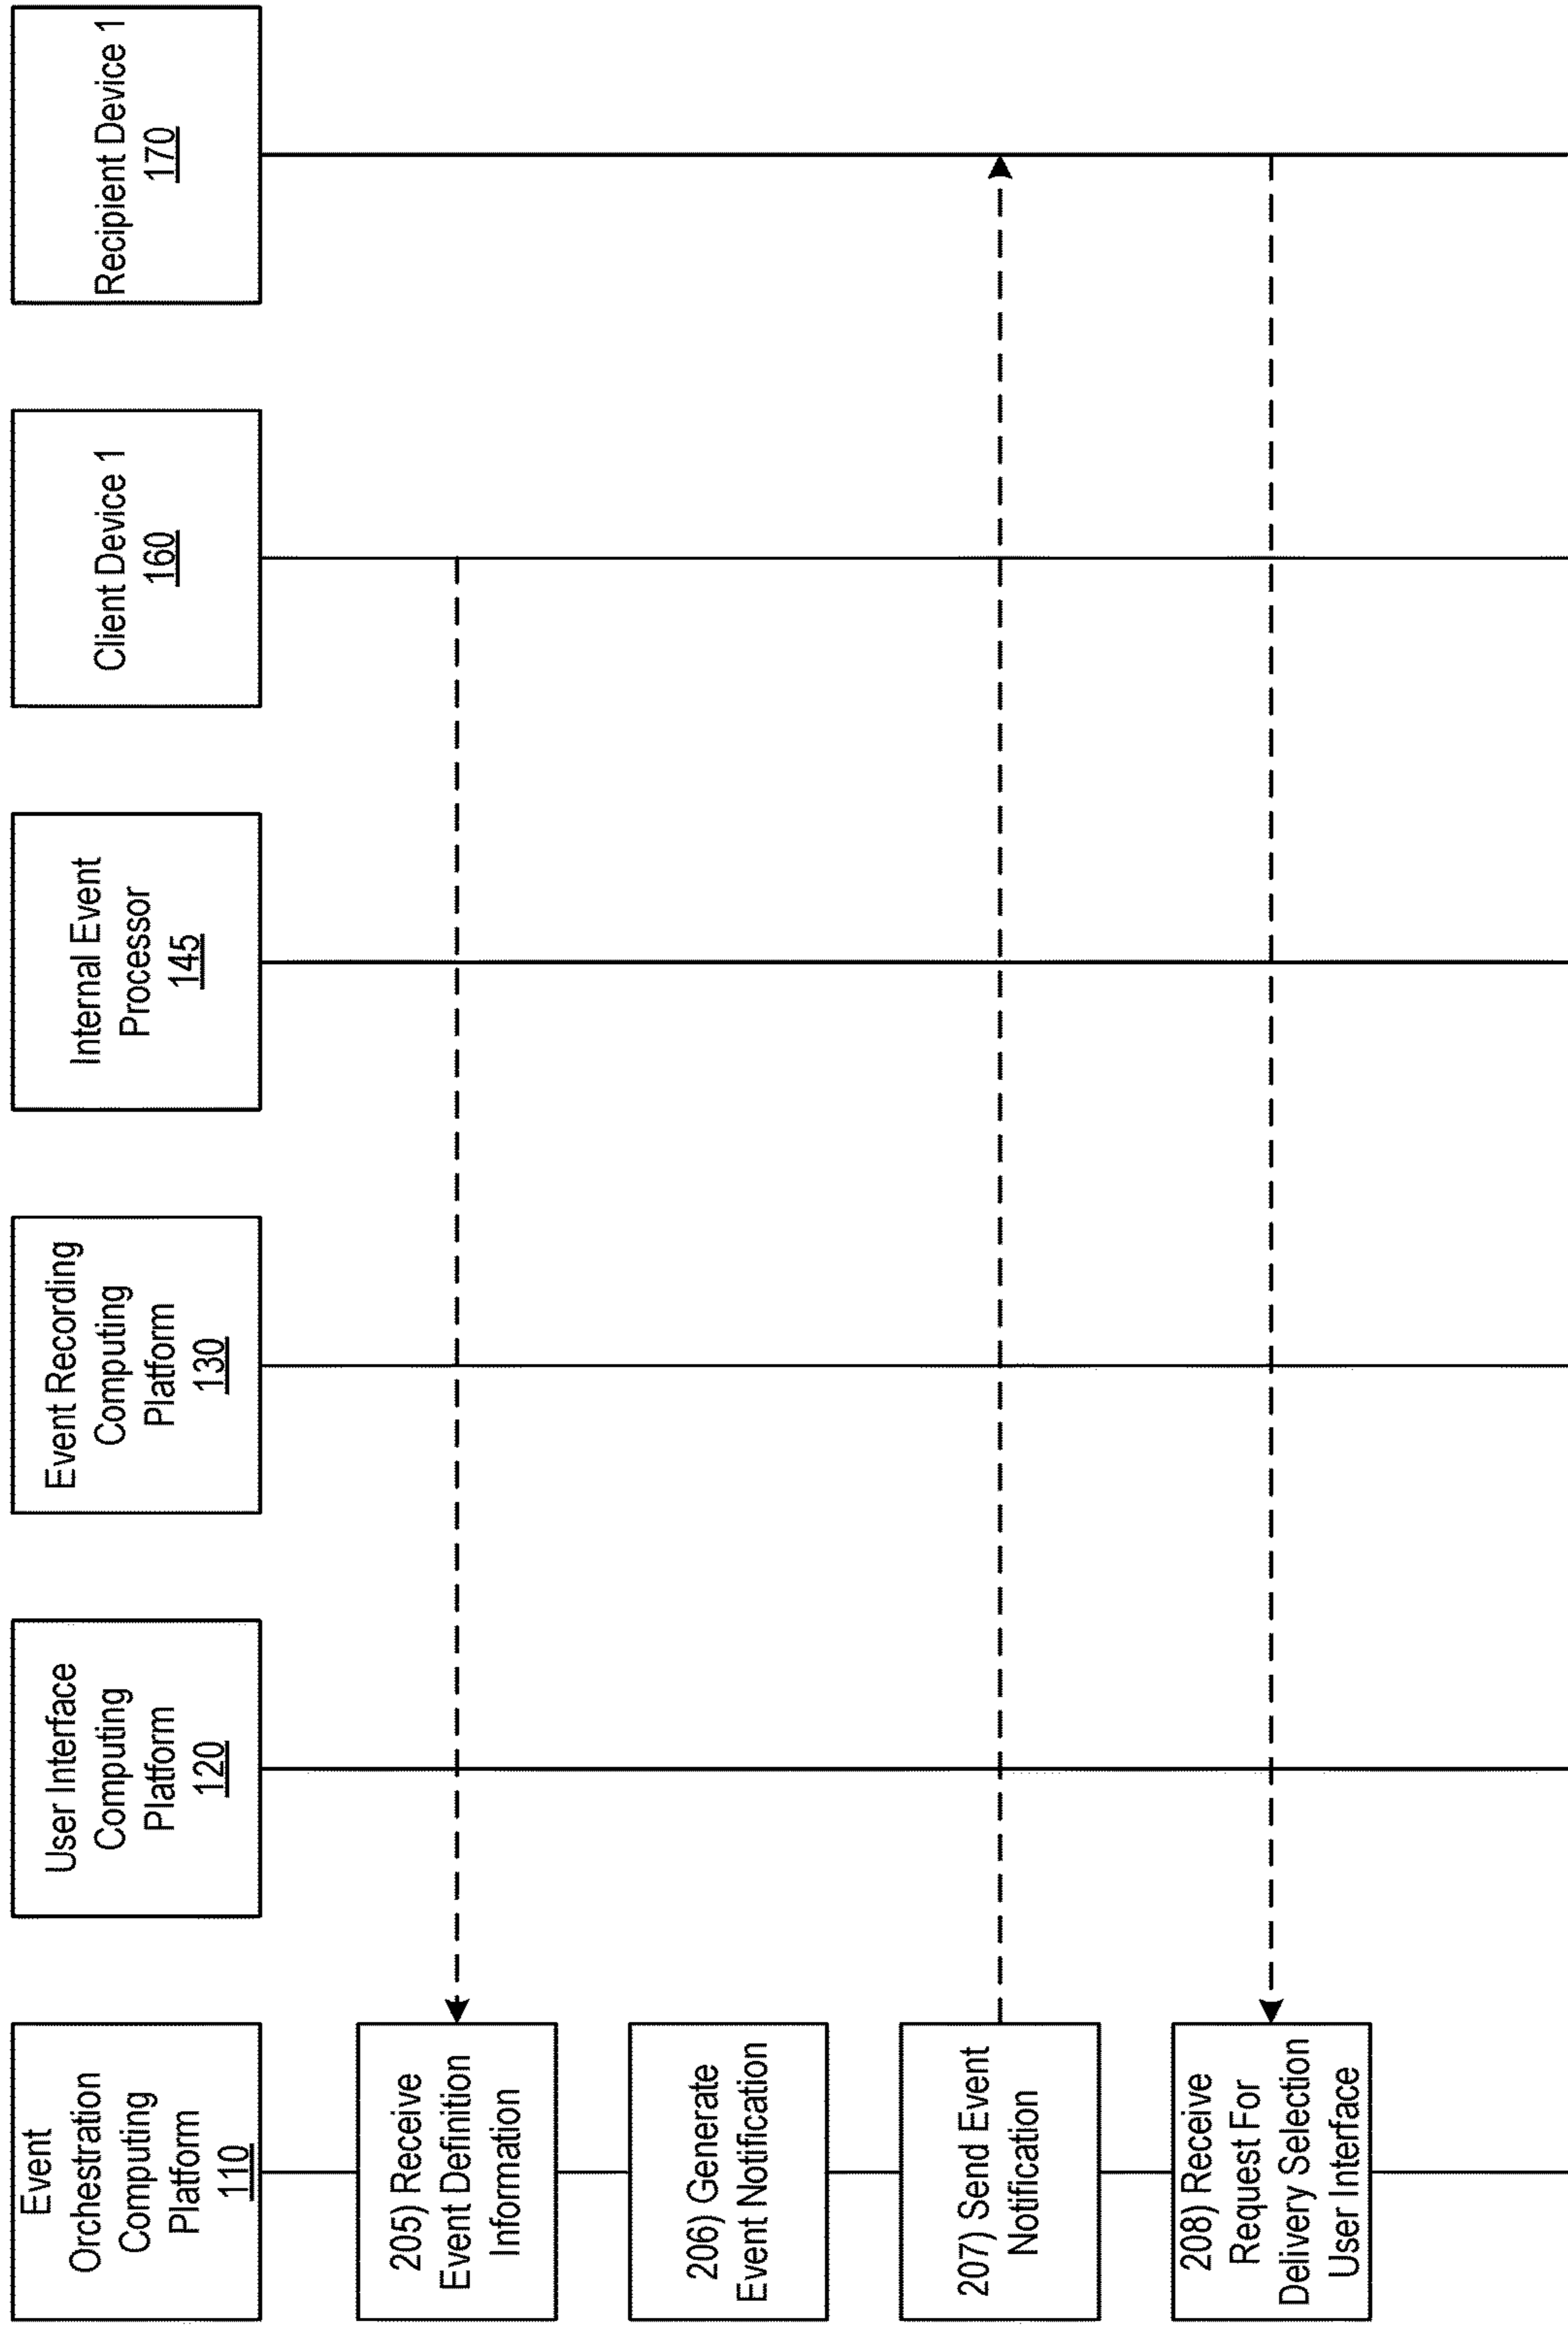 Event
Orchestration
Computing
Platform
110
User Interface
Computing
Platform
120
Event Recording
Computing
Platform
130
Internal Event
Processor
145
Client Device 1
160
Recipient Device 1
170
205) Receive
Event Definition
Information
206) Generate
Event Notification
207) Send Event
Notification
208) Receive
Request For
Delivery Selection
User Interface